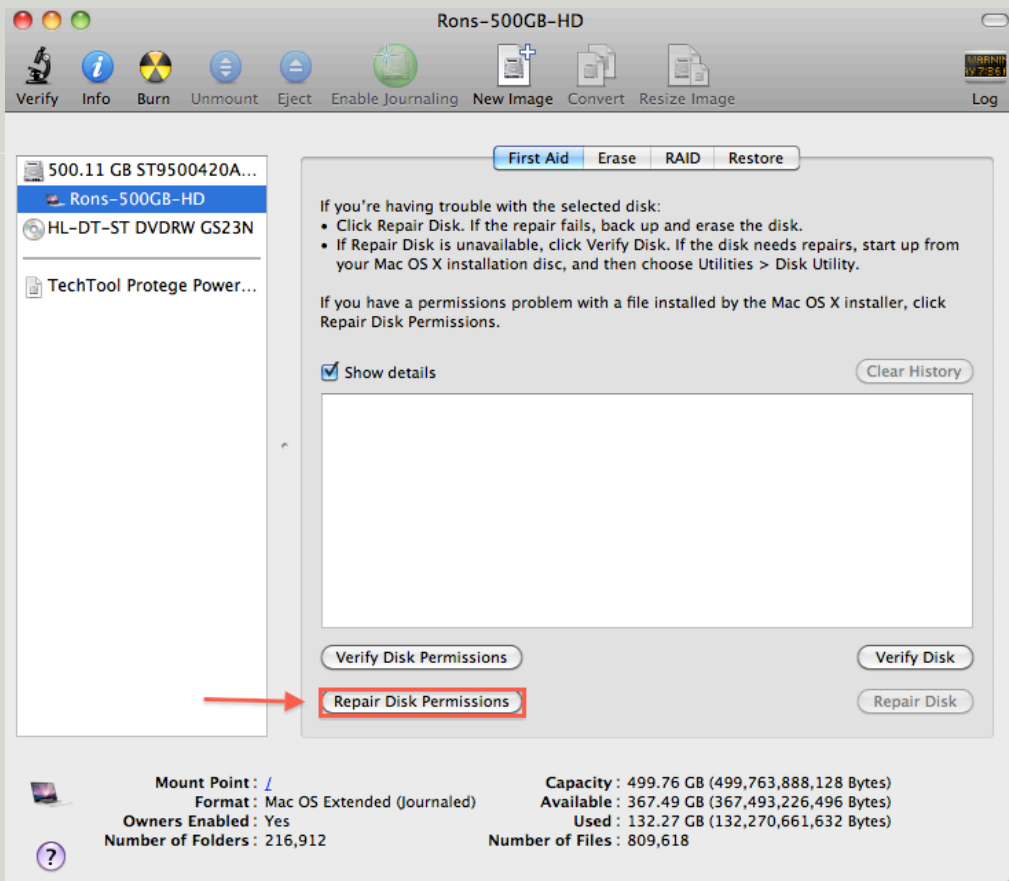 Rons-500GB-HD
Verify Info Burn Unmount Eject Enable Journaling New Image Convert Resize Image Log
500.11 GB ST9500420A...
Rons-500GB-HD
HL-DT-ST DVDRW GS23N
TechTool Protege Power...
First Aid Erase RAID Restore
If you're having trouble with the selected disk:
• Click Repair Disk. If the repair fails, back up and erase the disk.
• If Repair Disk is unavailable, click Verify Disk. If the disk needs repairs, start up from
your Mac OS X installation disc, and then choose Utilities > Disk Utility.
If you have a permissions problem with a file installed by the Mac OS X installer, click
Repair Disk Permissions.
Show details Clear History
Verify Disk Permissions Verify Disk
Repair Disk Permissions Repair Disk
Mount Point : / Capacity : 499.76 GB (499,763,888,128 Bytes)
Format : Mac OS Extended (Journaled) Available : 367.49 GB (367,493,226,496 Bytes)
Owners Enabled : Yes Used : 132.27 GB (132,270,661,632 Bytes)
Number of Folders : 216,912 Number of Files : 809,618
?